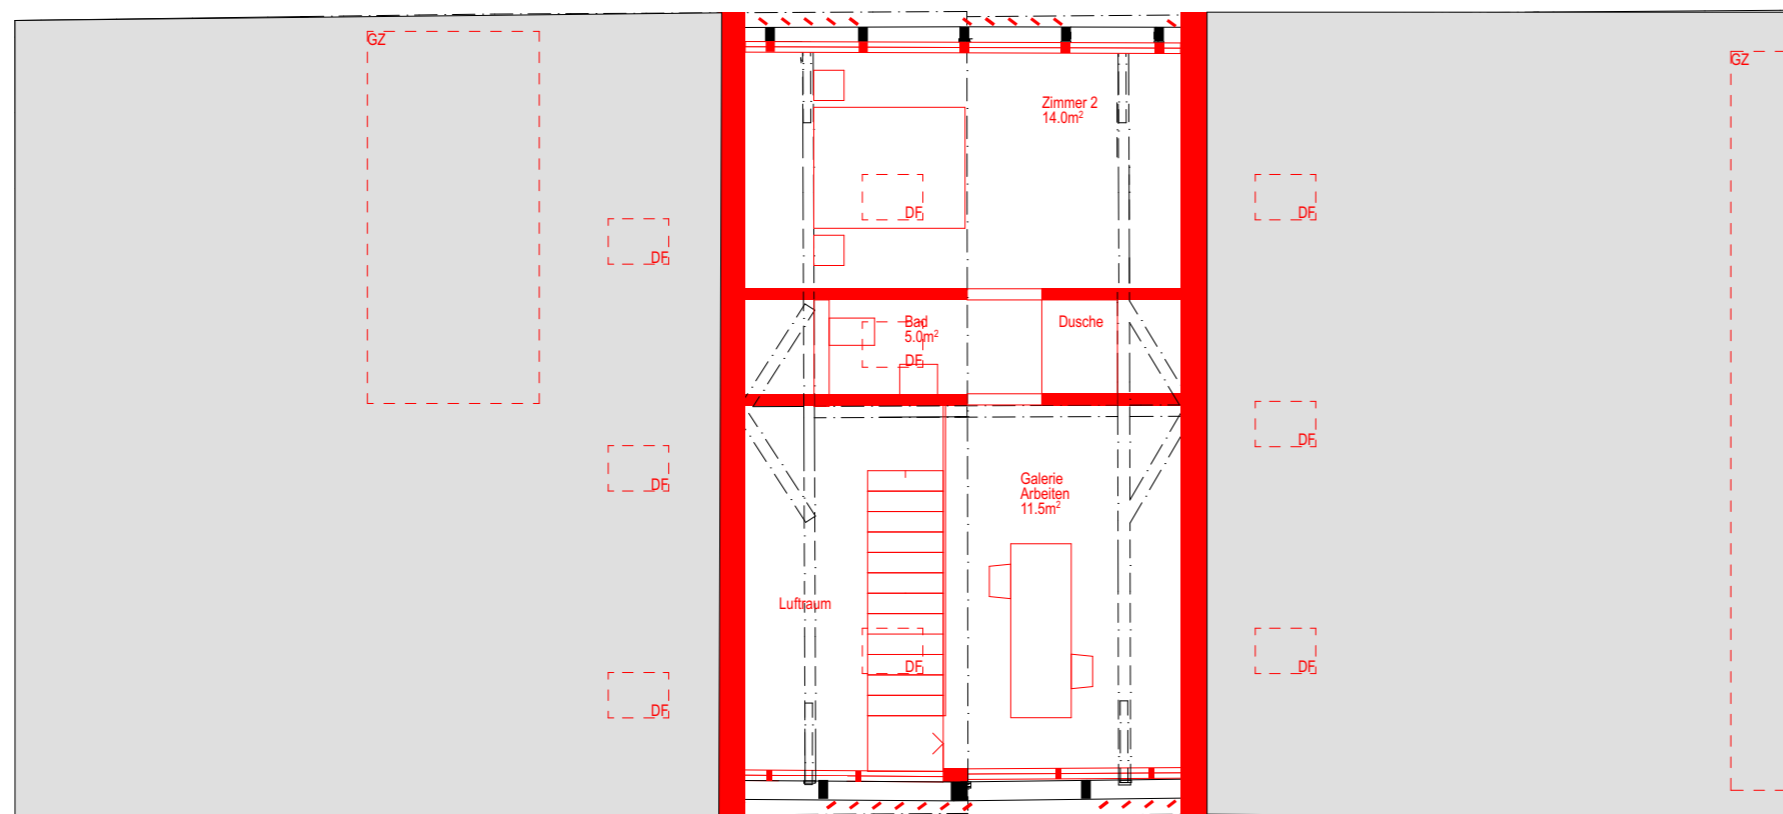 GZ
GZ
Zimmer 2
14.0m²
DF
DF
DF
Bad
5.0m²
DF
Dusche
DF
DF
Galerie
Arbeiten
11.5m²
Luftraum
DF
DF
DF